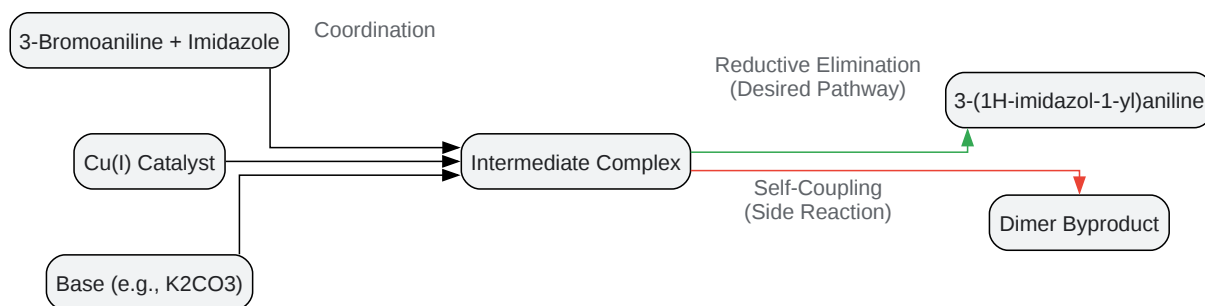 3-Bromoaniline + Imidazole
Coordination
Reductive Elimination
(Desired Pathway)
3-(1H-imidazol-1-yl)aniline
Cu(I) Catalyst
Intermediate Complex
Self-Coupling
(Side Reaction)
Dimer Byproduct
Base (e.g., K2CO3)